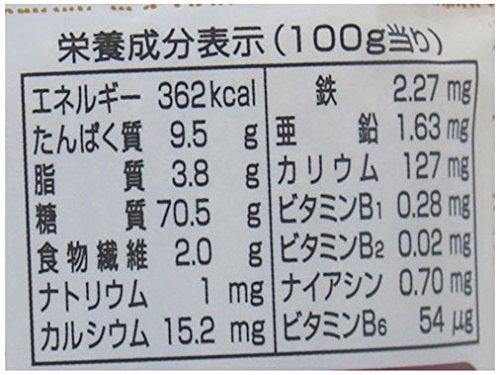 栄養成分表示(100g当り)
エネルギー 362kcal
たんぱく質 9.5 g
脂質 3.8 g
糖質 70.5 g
食物繊維 2.0 g
ナトリウム 1 mg
カルシウム 15.2 mg
鉄 2.27 mg
亜鉛 1.63 mg
カリウム 127 mg
ビタミンB1 0.28 mg
ビタミンB2 0.02 mg
ナイアシン 0.70 mg
ビタミンB6 54 μg